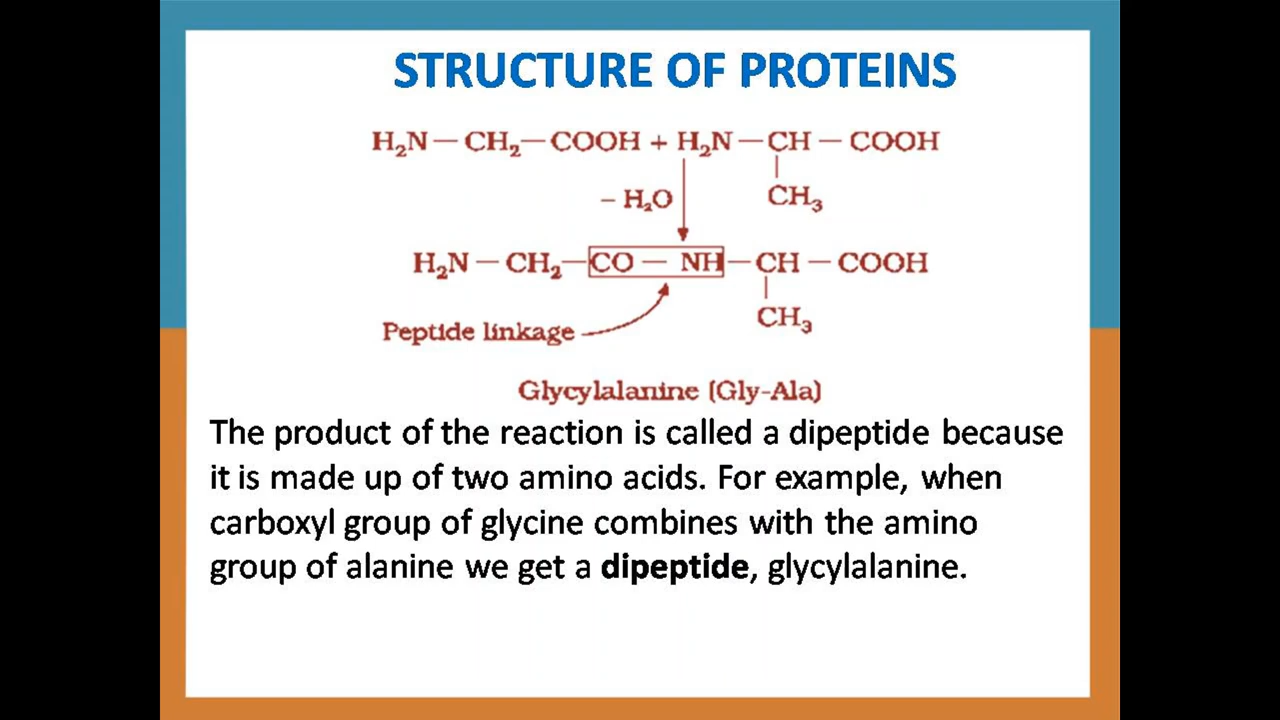 STRUCTURE OF PROTEINS
H₂N — CH₂ — COOH + H₂N — CH — COOH
|
– H₂O CH₃
H₂N — CH₂ — CO — NH — CH — COOH
|
Peptide linkage CH₃
Glycylalanine (Gly-Ala)
The product of the reaction is called a dipeptide because
it is made up of two amino acids. For example, when
carboxyl group of glycine combines with the amino
group of alanine we get a dipeptide, glycylalanine.